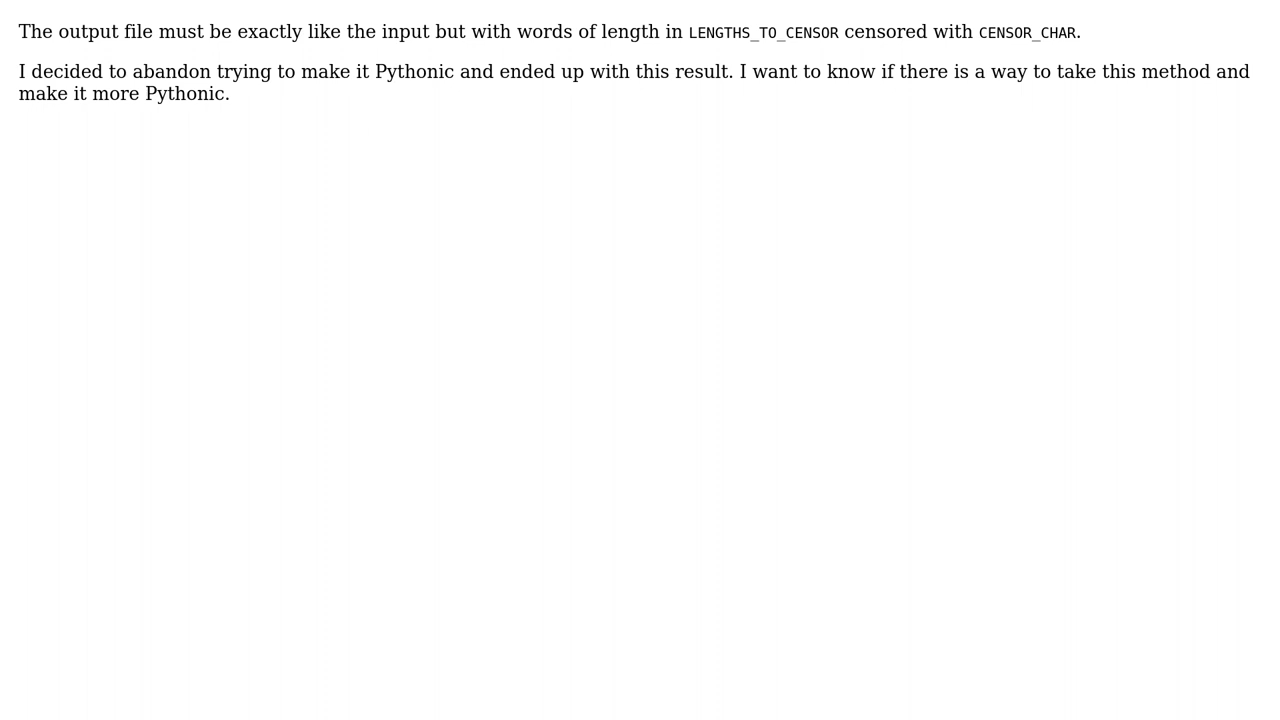 The output file must be exactly like the input but with words of length in LENGTHS_TO_CENSOR censored with CENSOR_CHAR.
I decided to abandon trying to make it Pythonic and ended up with this result. I want to know if there is a way to take this method and
make it more Pythonic.